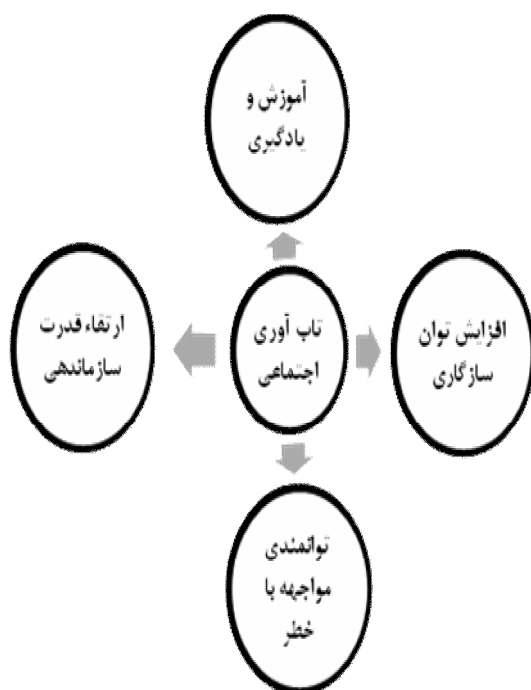 آموزش و
یادگیری
افزایش توان
سازگاری
تاب آوری
اجتماعی
ارتقاء قدرت
سازماندهی
توانمندی
مواجهه با
خطر